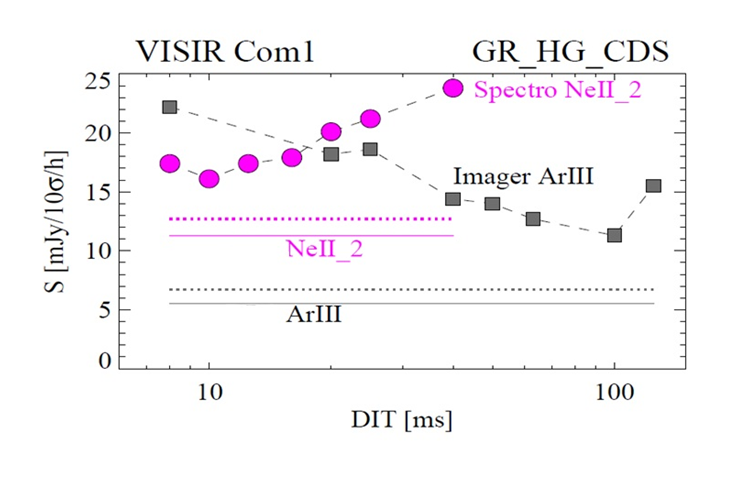 VISIR Com1 GR_HG_CDS
25
Spectro NeII_2
20
Imager ArIII
15
10
NeII_2
5
ArIII
0
S [mJy/10σ/h]
10 100
DIT [ms]